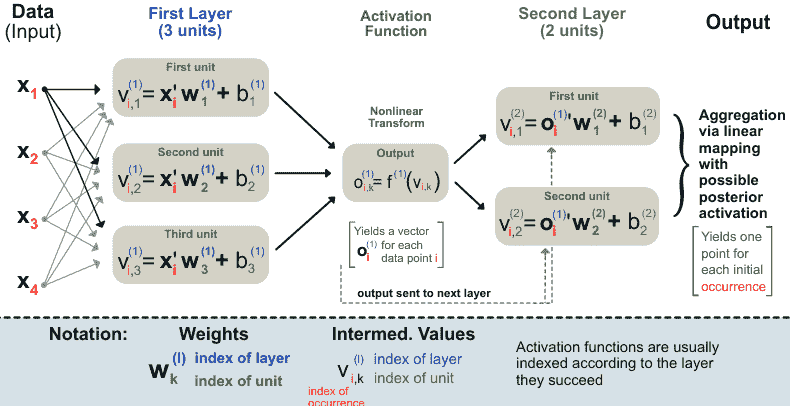 Data
(Input)
First Layer
(3 units)
Activation
Function
Second Layer
(2 units)
Output
x1
x2
x3
x4
First unit
v i,1 (1) = x i ' w 1 (1) + b 1 (1)
Second unit
v i,2 (1) = x i ' w 2 (1) + b 2 (1)
Third unit
v i,3 (1) = x i ' w 3 (1) + b 3 (1)
Nonlinear
Transform
Output
o i,k (1) = f (1) (v i,k)
Yields a vector
o i (1) for each
data point i
output sent to next layer
First unit
v i,1 (2) = o i (1) ' w 1 (2) + b 1 (2)
Second unit
v i,2 (2) = o i (1) ' w 2 (2) + b 2 (2)
Aggregation
via linear
mapping
with
possible
posterior
activation
Yields one
point for
each initial
occurrence
Notation:
Weights
w k (l) index of layer
index of unit
Intermed. Values
v i,k (l) index of layer
index of unit
index of
occurrence
Activation functions are usually
indexed according to the layer
they succeed